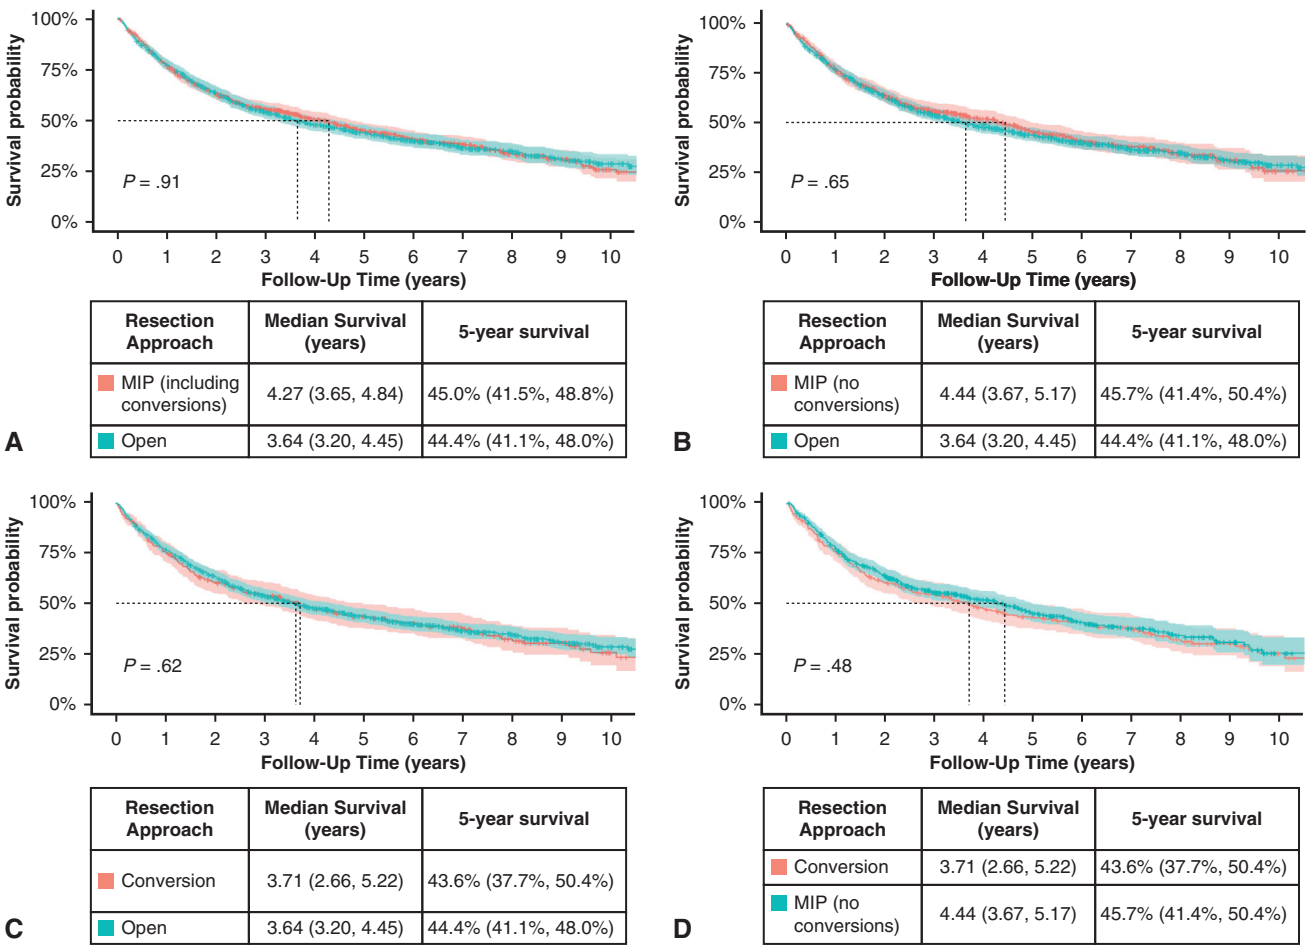 100%
75%
50%
25%
0%
Survival probability
P = .91
0 1 2 3 4 5 6 7 8 9 10
Follow-Up Time (years)
Resection Approach
Median Survival (years)
5-year survival
MIP (including conversions)
4.27 (3.65, 4.84)
45.0% (41.5%, 48.8%)
Open
3.64 (3.20, 4.45)
44.4% (41.1%, 48.0%)
A
100%
75%
50%
25%
0%
Survival probability
P = .65
0 1 2 3 4 5 6 7 8 9 10
Follow-Up Time (years)
Resection Approach
Median Survival (years)
5-year survival
MIP (no conversions)
4.44 (3.67, 5.17)
45.7% (41.4%, 50.4%)
Open
3.64 (3.20, 4.45)
44.4% (41.1%, 48.0%)
B
100%
75%
50%
25%
0%
Survival probability
P = .62
0 1 2 3 4 5 6 7 8 9 10
Follow-Up Time (years)
Resection Approach
Median Survival (years)
5-year survival
Conversion
3.71 (2.66, 5.22)
43.6% (37.7%, 50.4%)
Open
3.64 (3.20, 4.45)
44.4% (41.1%, 48.0%)
C
100%
75%
50%
25%
0%
Survival probability
P = .48
0 1 2 3 4 5 6 7 8 9 10
Follow-Up Time (years)
Resection Approach
Median Survival (years)
5-year survival
Conversion
3.71 (2.66, 5.22)
43.6% (37.7%, 50.4%)
MIP (no conversions)
4.44 (3.67, 5.17)
45.7% (41.4%, 50.4%)
D